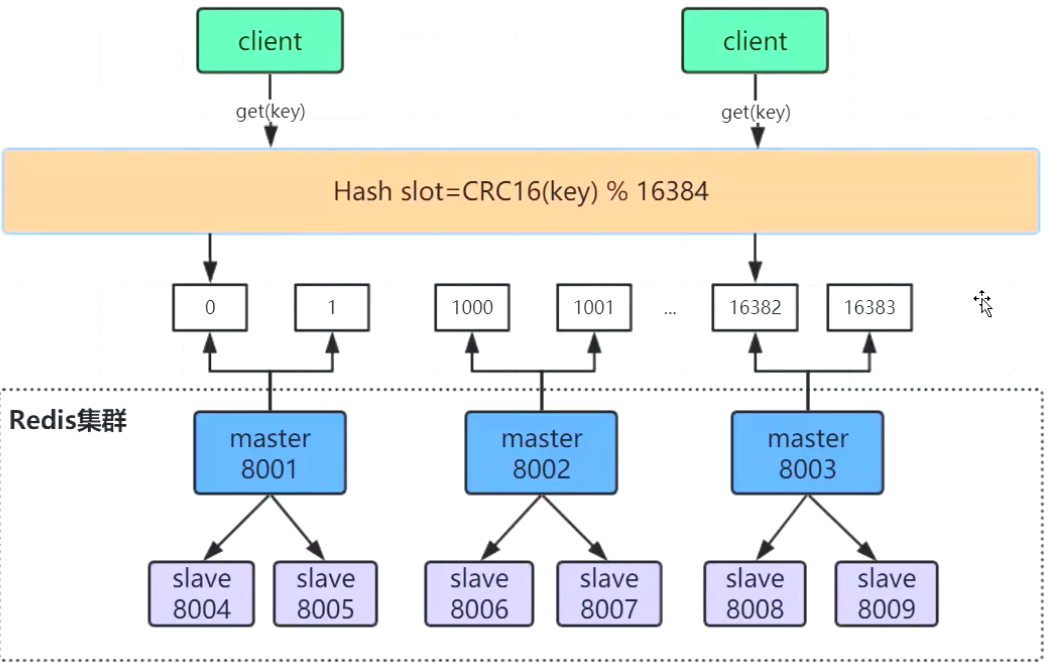 client
client
get(key)
get(key)
Hash slot=CRC16(key) % 16384
0
1
1000
1001
...
16382
16383
Redis集群
master
8001
master
8002
master
8003
slave
8004
slave
8005
slave
8006
slave
8007
slave
8008
slave
8009